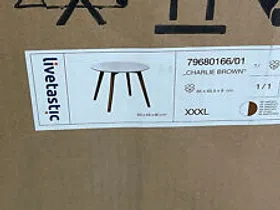 livetastic
79680166/01
„CHARLIE BROWN"
1/1
XXXL